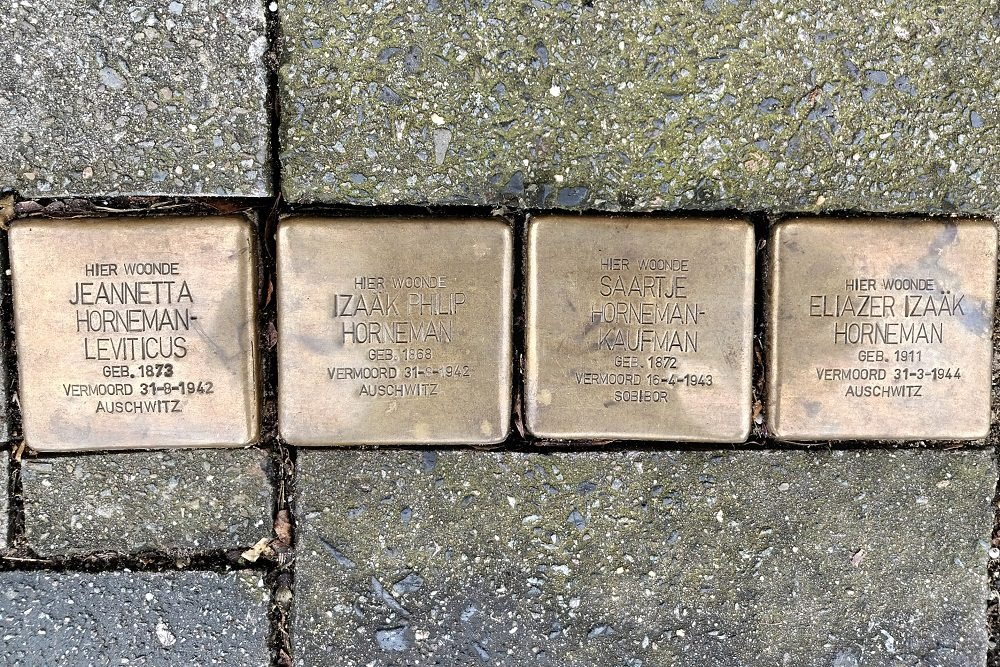 HIER WOONDE
JEANNETTA
HORNEMAN-
LEVITICUS
GEB. 1873
VERMOORD 31-8-1942
AUSCHWITZ
HIER WOONDE
IZAÄK PHILIP
HORNEMAN
GEB. 1868
VERMOORD 31-8-1942
AUSCHWITZ
HIER WOONDE
SAARTJE
HORNEMAN-
KAUFMAN
GEB. 1872
VERMOORD 16-4-1943
SOBIBOR
HIER WOONDE
ELIAZER IZAÄK
HORNEMAN
GEB. 1911
VERMOORD 31-3-1944
AUSCHWITZ